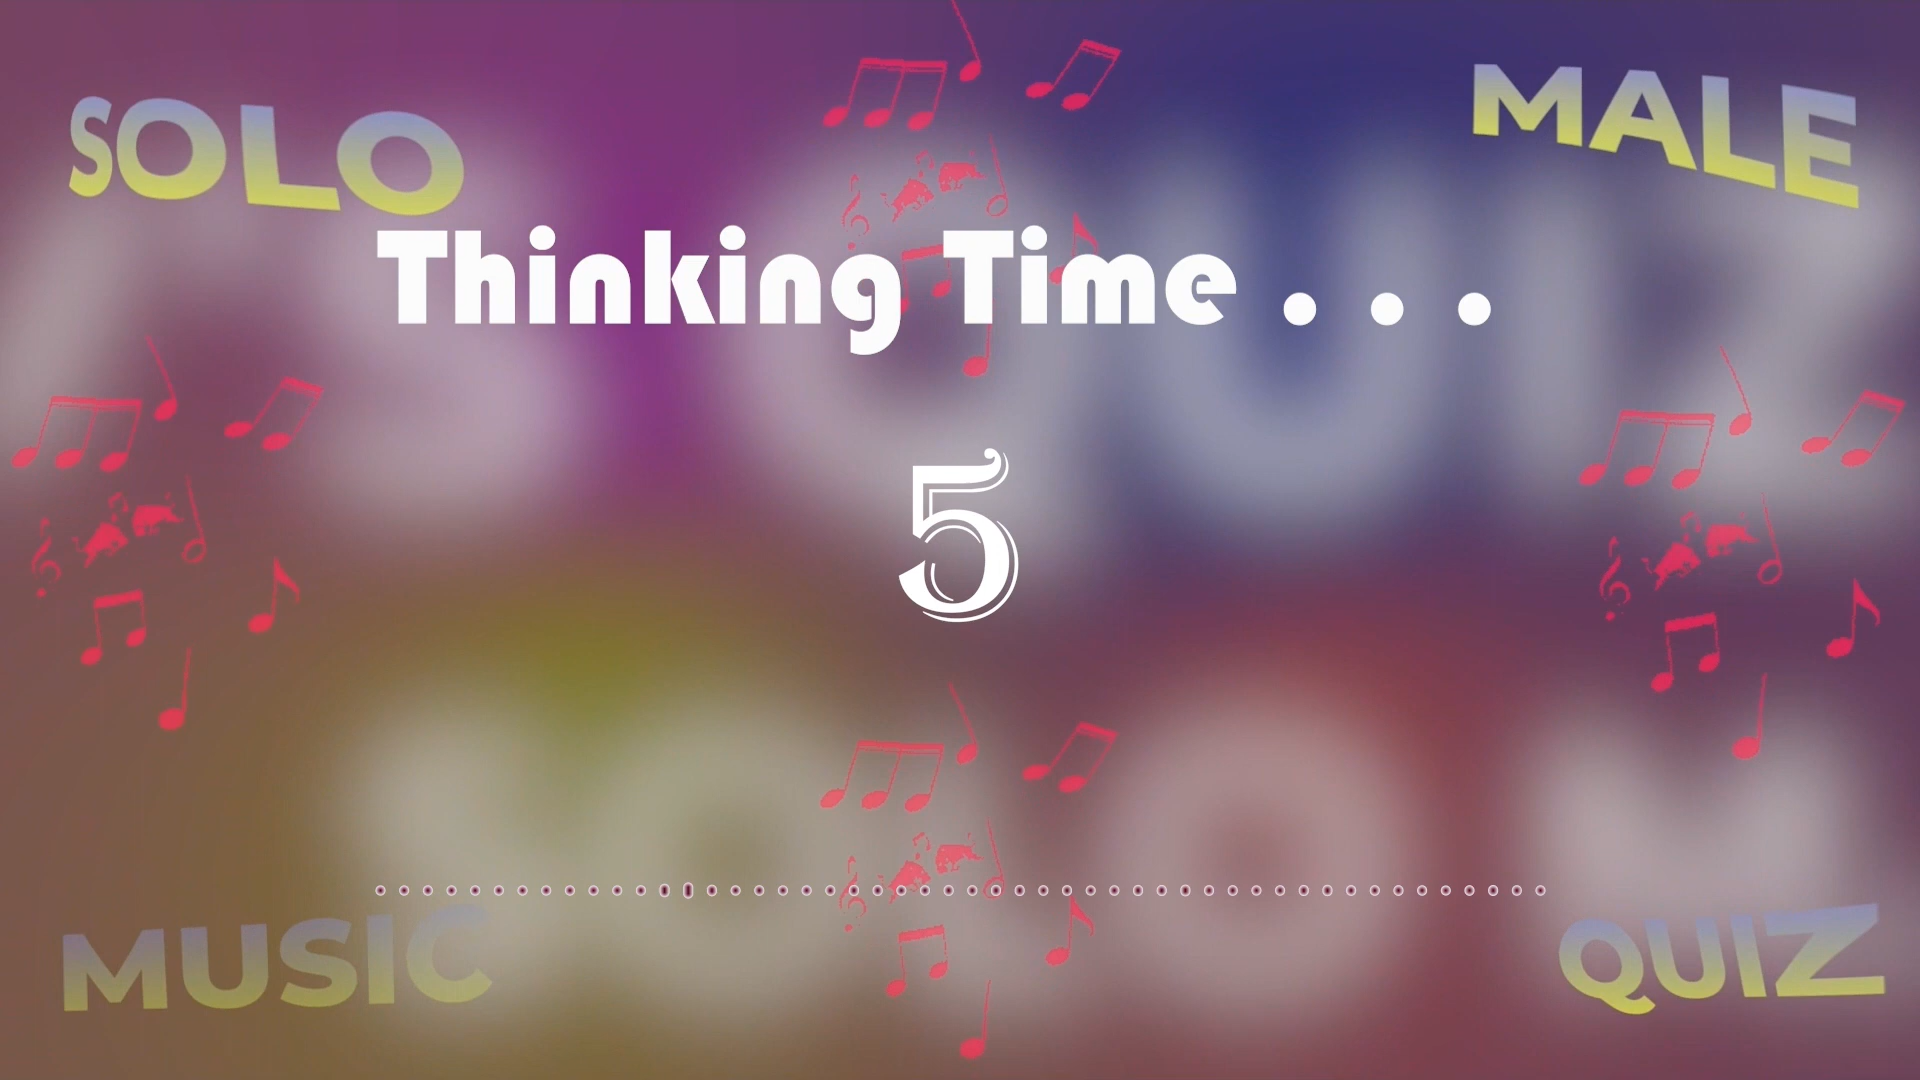 SOLO
MALE
Thinking Time . . .
5
MUSIC
QUIZ